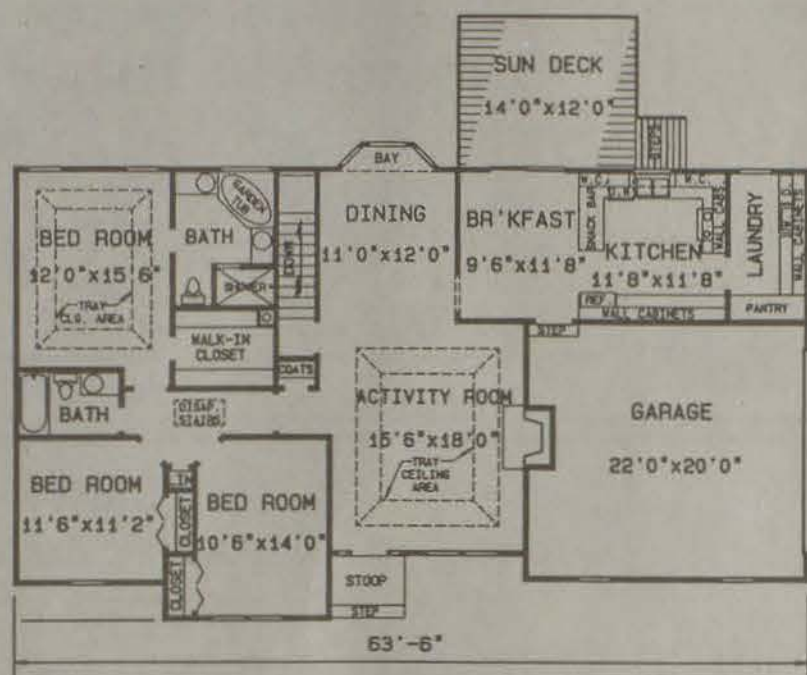 SUN DECK
14'0"x12'0"
STEPS
BAY
GARDEN
TUB
BED ROOM
12'0"x15'6"
TRAY
CLG. AREA
BATH
SHOWER
DOWN
DINING
11'0"x12'0"
BR'KFAST
9'6"x11'8"
SNACK BAR
W.C.
D.W.
W.C.
WALL CABS
KITCHEN
11'8"x11'8"
REF.
WALL CABINETS
LAUNDRY
WALL CABINETS
PANTRY
STEP
WALK-IN
CLOSET
COATS
BATH
DISAP.
STAIRS
ACTIVITY ROOM
15'6"x18'0"
TRAY
CEILING
AREA
GARAGE
22'0"x20'0"
BED ROOM
11'6"x11'2"
CLOSET
BED ROOM
10'6"x14'0"
CLOSET
STOOP
STEP
63'-6"